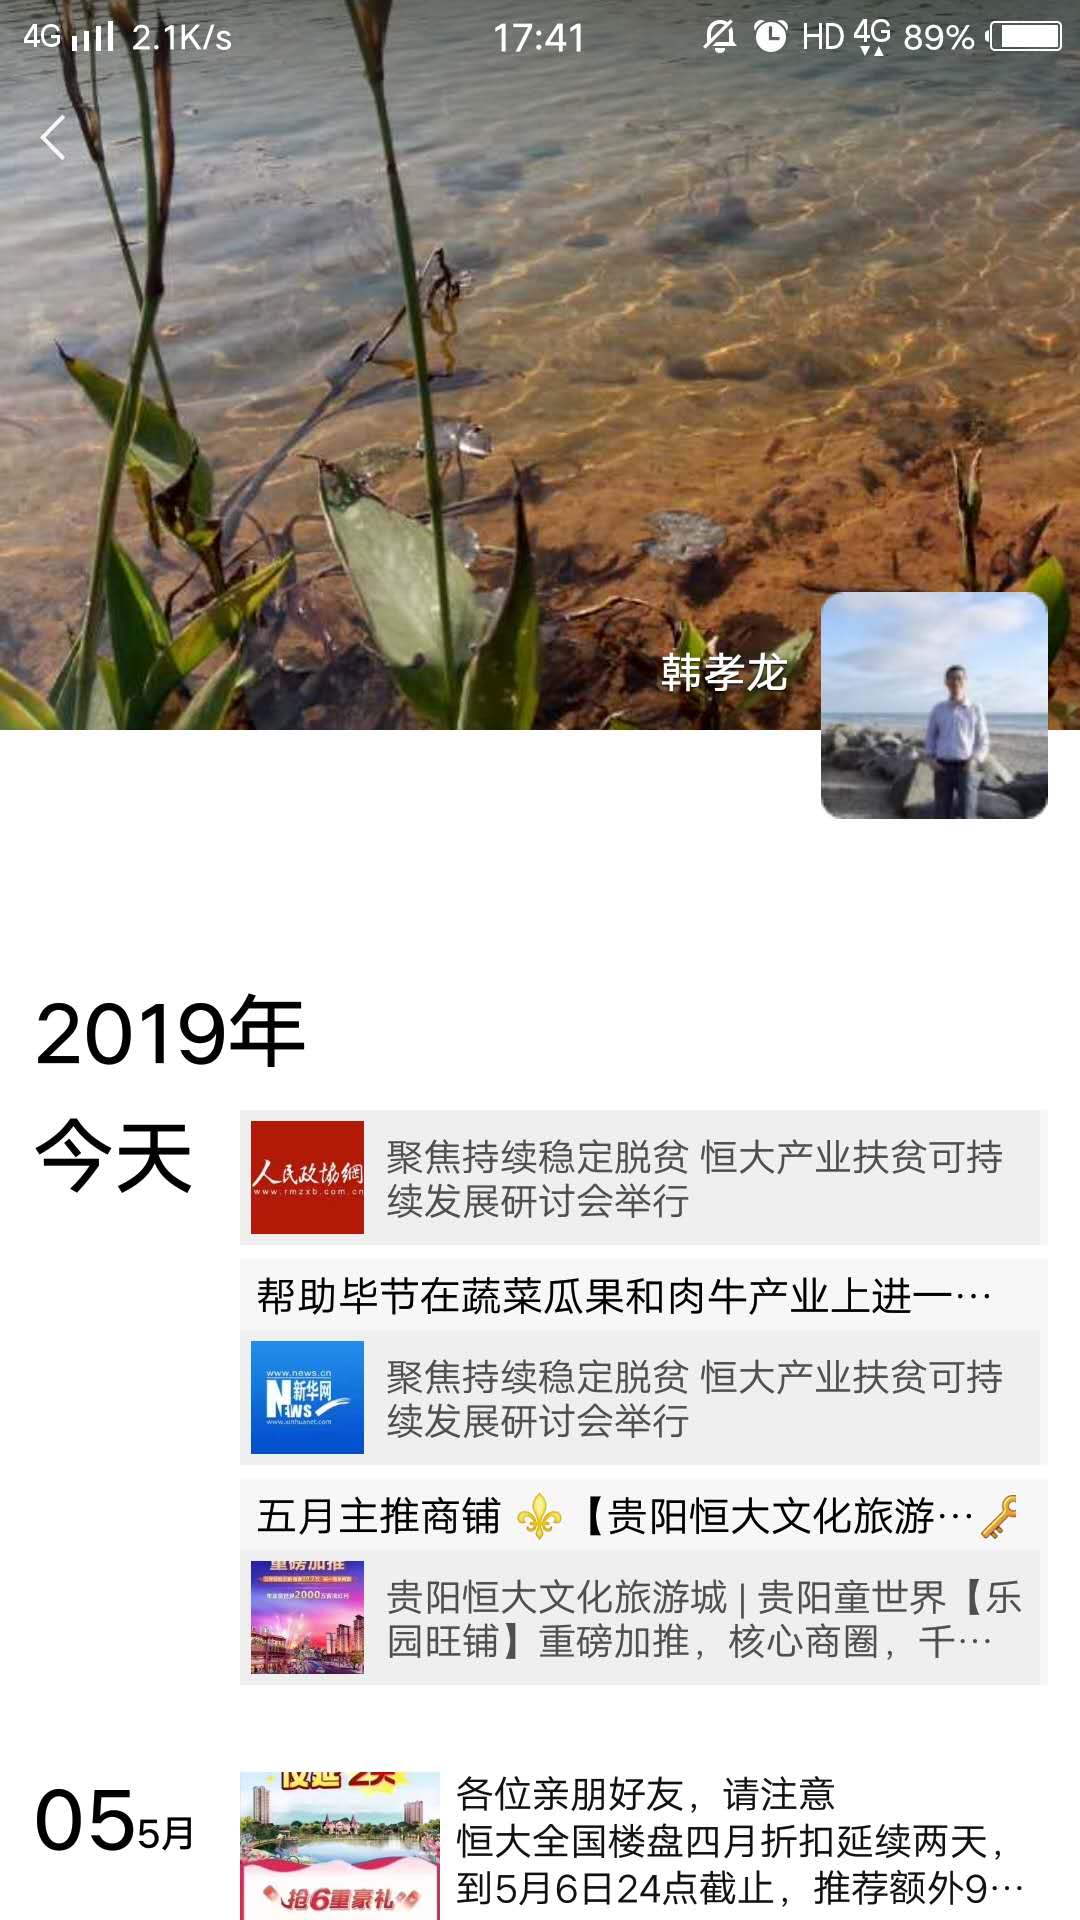 4G 2.1K/s 17:41 HD 4G 89%
韩孝龙
2019年
今天
人民政协網
www.rmzxb.com.cn
聚焦持续稳定脱贫 恒大产业扶贫可持
续发展研讨会举行
帮助毕节在蔬菜瓜果和肉牛产业上进一…
www.news.cn
新华网
NEWS
www.xinhuanet.com
聚焦持续稳定脱贫 恒大产业扶贫可持
续发展研讨会举行
五月主推商铺 ⚜【贵阳恒大文化旅游…🔑
重磅加推
贵阳恒大文化旅游城 | 贵阳童世界【乐
园旺铺】重磅加推，核心商圈，千…
05 5月
仅延2天
抢6重豪礼
各位亲朋好友，请注意
恒大全国楼盘四月折扣延续两天，
到5月6日24点截止，推荐额外9…